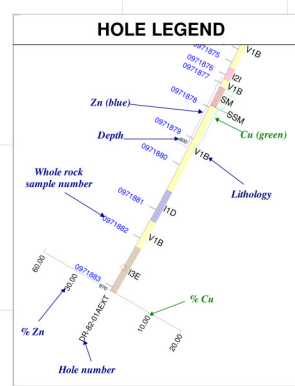 HOLE LEGEND
0971875
V1B
0971876
I2I
0971877
V1B
0971878
SM
Zn (blue)
SSM
Depth
0971879
Cu (green)
0971880
V1B
Whole rock
sample number
Lithology
0971881
I1D
0971882
V1B
60.00
0971883
I3E
30.00
% Cu
% Zn
DR-82-01AEXT
10.00
20.00
Hole number